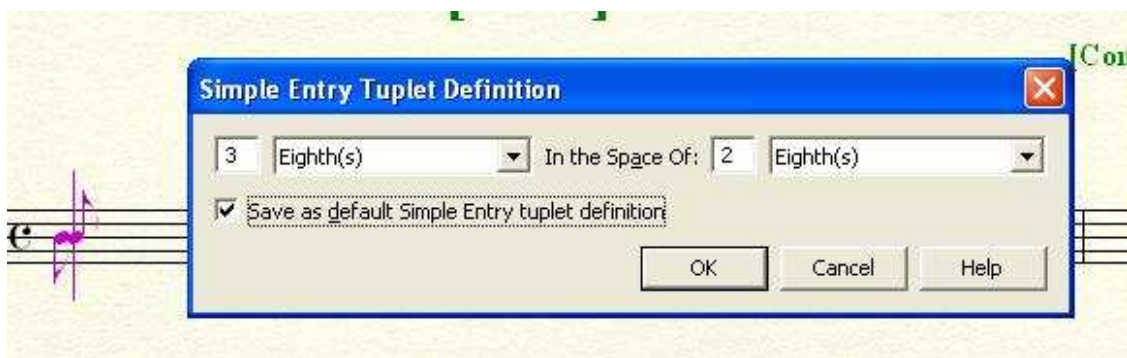 [Con
Simple Entry Tuplet Definition
3 Eighth(s) In the Space Of: 2 Eighth(s)
Save as default Simple Entry tuplet definition
OK Cancel Help